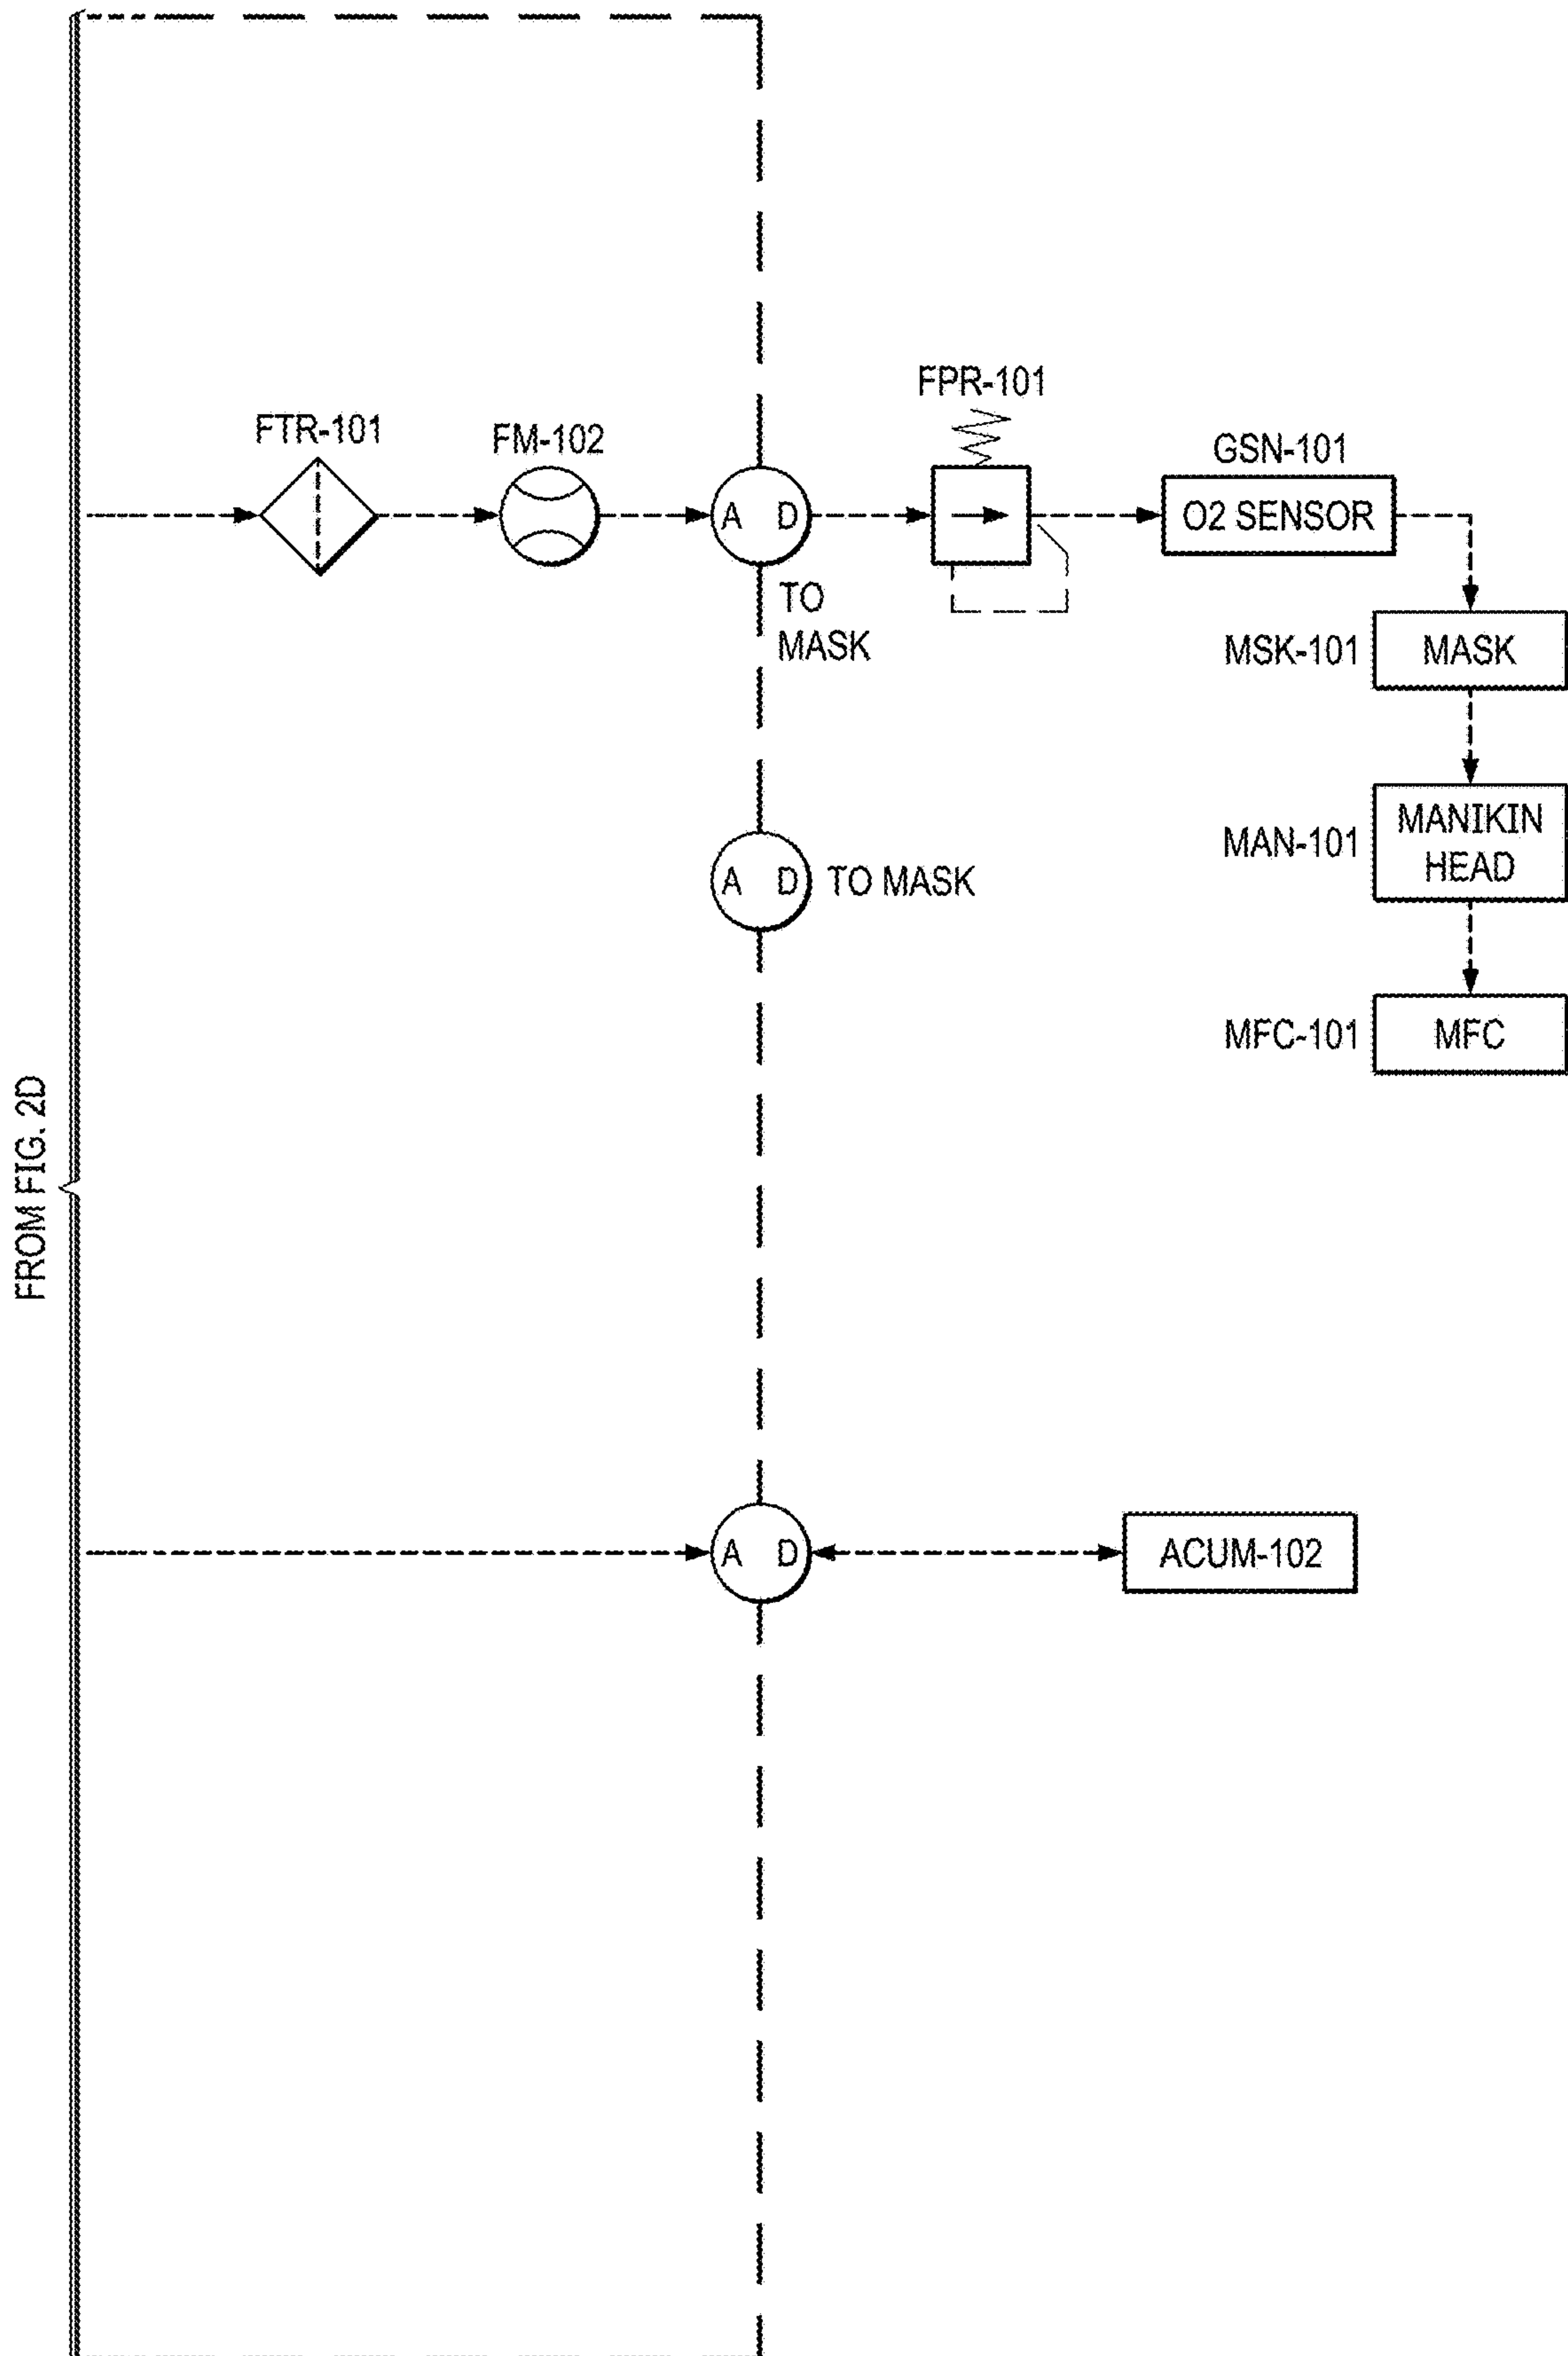 FPR-101
FTR-101
FM-102
GSN-101
A D
O2 SENSOR
TO
MASK
MSK-101
MASK
MAN-101
MANIKIN
HEAD
A D
TO MASK
MFC-101
MFC
FROM FIG. 2D
A D
ACUM-102